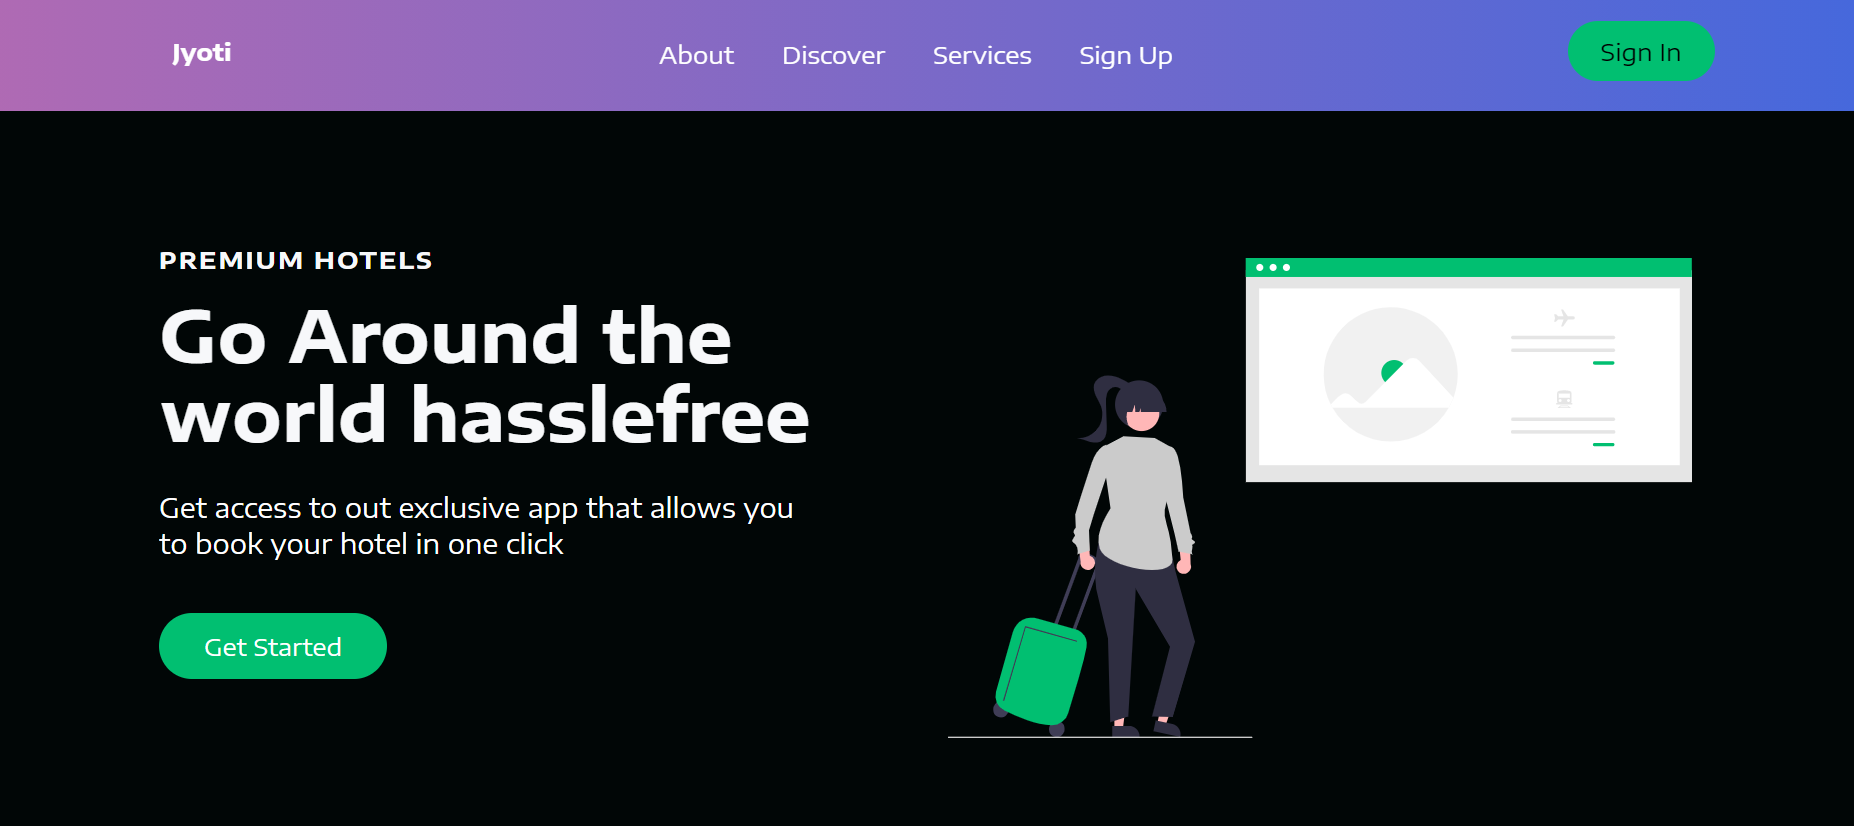 Jyoti
About Discover Services Sign Up
Sign In
PREMIUM HOTELS
Go Around the
world hasslefree
Get access to out exclusive app that allows you
to book your hotel in one click
Get Started